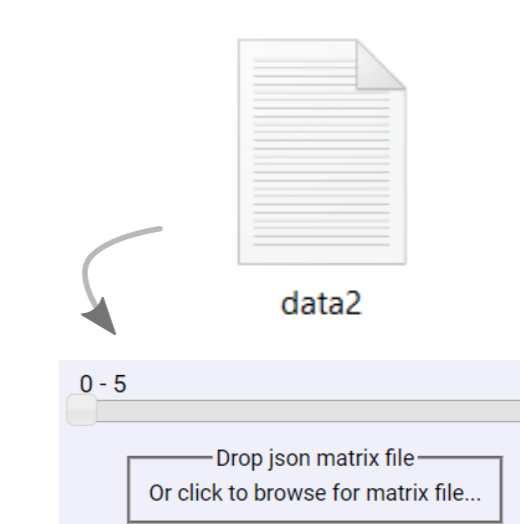 data2
0 - 5
Drop json matrix file
Or click to browse for matrix file...